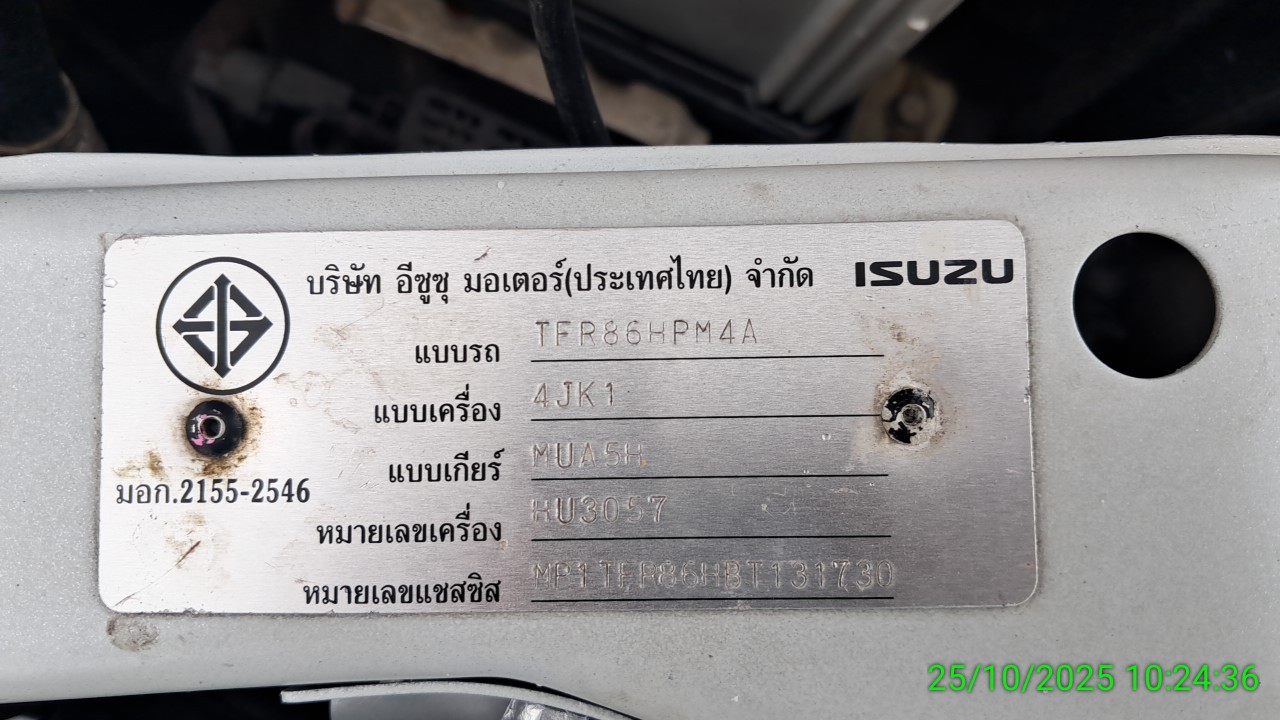 บริษัท อีซูซุ มอเตอร์(ประเทศไทย) จำกัด ISUZU
แบบรถ TFR86HPM4A
แบบเครื่อง 4JK1
แบบเกียร์ MUA5H
มอก.2155-2546
หมายเลขเครื่อง HU3057
หมายเลขแชสซิส MP1TFR86HBT131730
25/10/2025 10:24:36